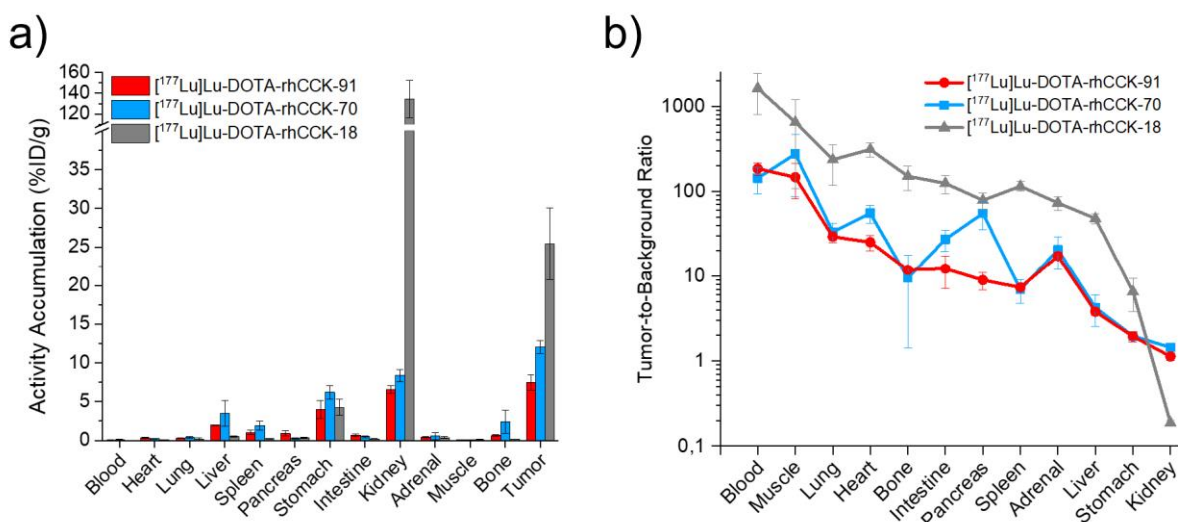 a)
Activity Accumulation (%ID/g)
160
140
120
100
35
30
25
20
15
10
5
0
[¹⁷⁷Lu]Lu-DOTA-rhCCK-91
[¹⁷⁷Lu]Lu-DOTA-rhCCK-70
[¹⁷⁷Lu]Lu-DOTA-rhCCK-18
Blood
Heart
Lung
Liver
Spleen
Pancreas
Stomach
Intestine
Kidney
Adrenal
Muscle
Bone
Tumor
b)
Tumor-to-Background Ratio
1000
100
10
1
0,1
[¹⁷⁷Lu]Lu-DOTA-rhCCK-91
[¹⁷⁷Lu]Lu-DOTA-rhCCK-70
[¹⁷⁷Lu]Lu-DOTA-rhCCK-18
Blood
Muscle
Lung
Heart
Bone
Intestine
Pancreas
Spleen
Adrenal
Liver
Stomach
Kidney